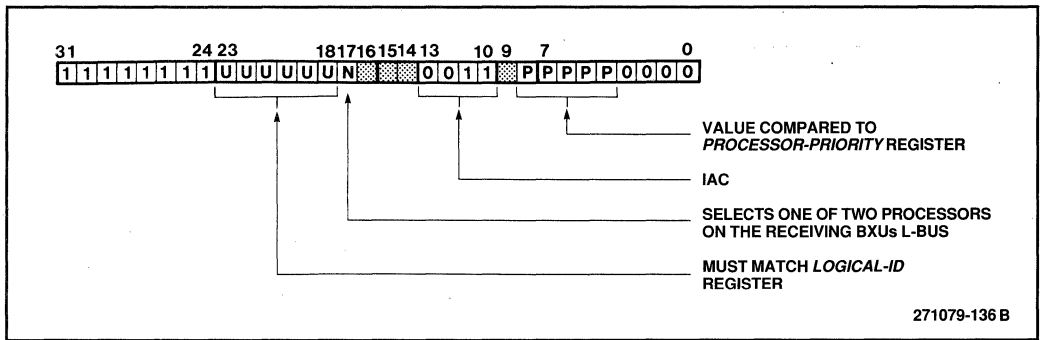 31 24 23 18 17 16 15 14 13 10 9 7 0
1 1 1 1 1 1 1 1 U U U U U U N 0 0 1 1 P P P P P 0 0 0 0
VALUE COMPARED TO
PROCESSOR-PRIORITY REGISTER
IAC
SELECTS ONE OF TWO PROCESSORS
ON THE RECEIVING BXUs L-BUS
MUST MATCH LOGICAL-ID
REGISTER
271079-136 B